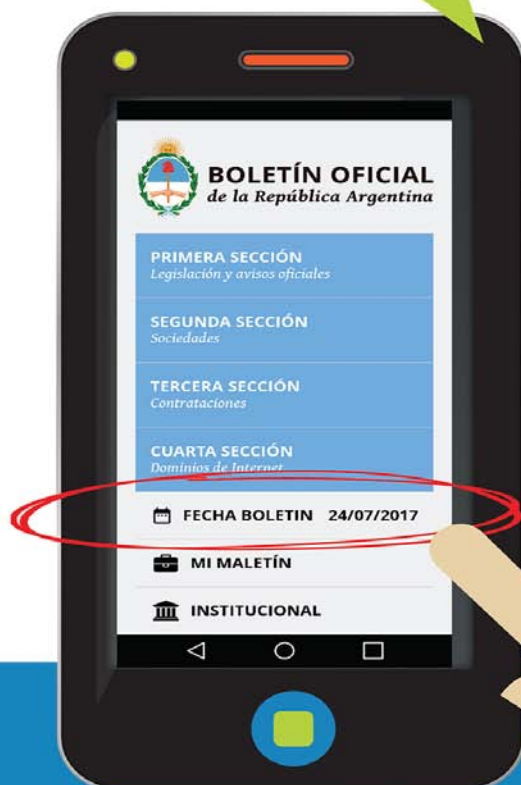 BOLETÍN OFICIAL
de la República Argentina
PRIMERA SECCIÓN
Legislación y avisos oficiales
SEGUNDA SECCIÓN
Sociedades
TERCERA SECCIÓN
Contrataciones
CUARTA SECCIÓN
Dominios de Internet
FECHA BOLETIN 24/07/2017
MI MALETÍN
INSTITUCIONAL